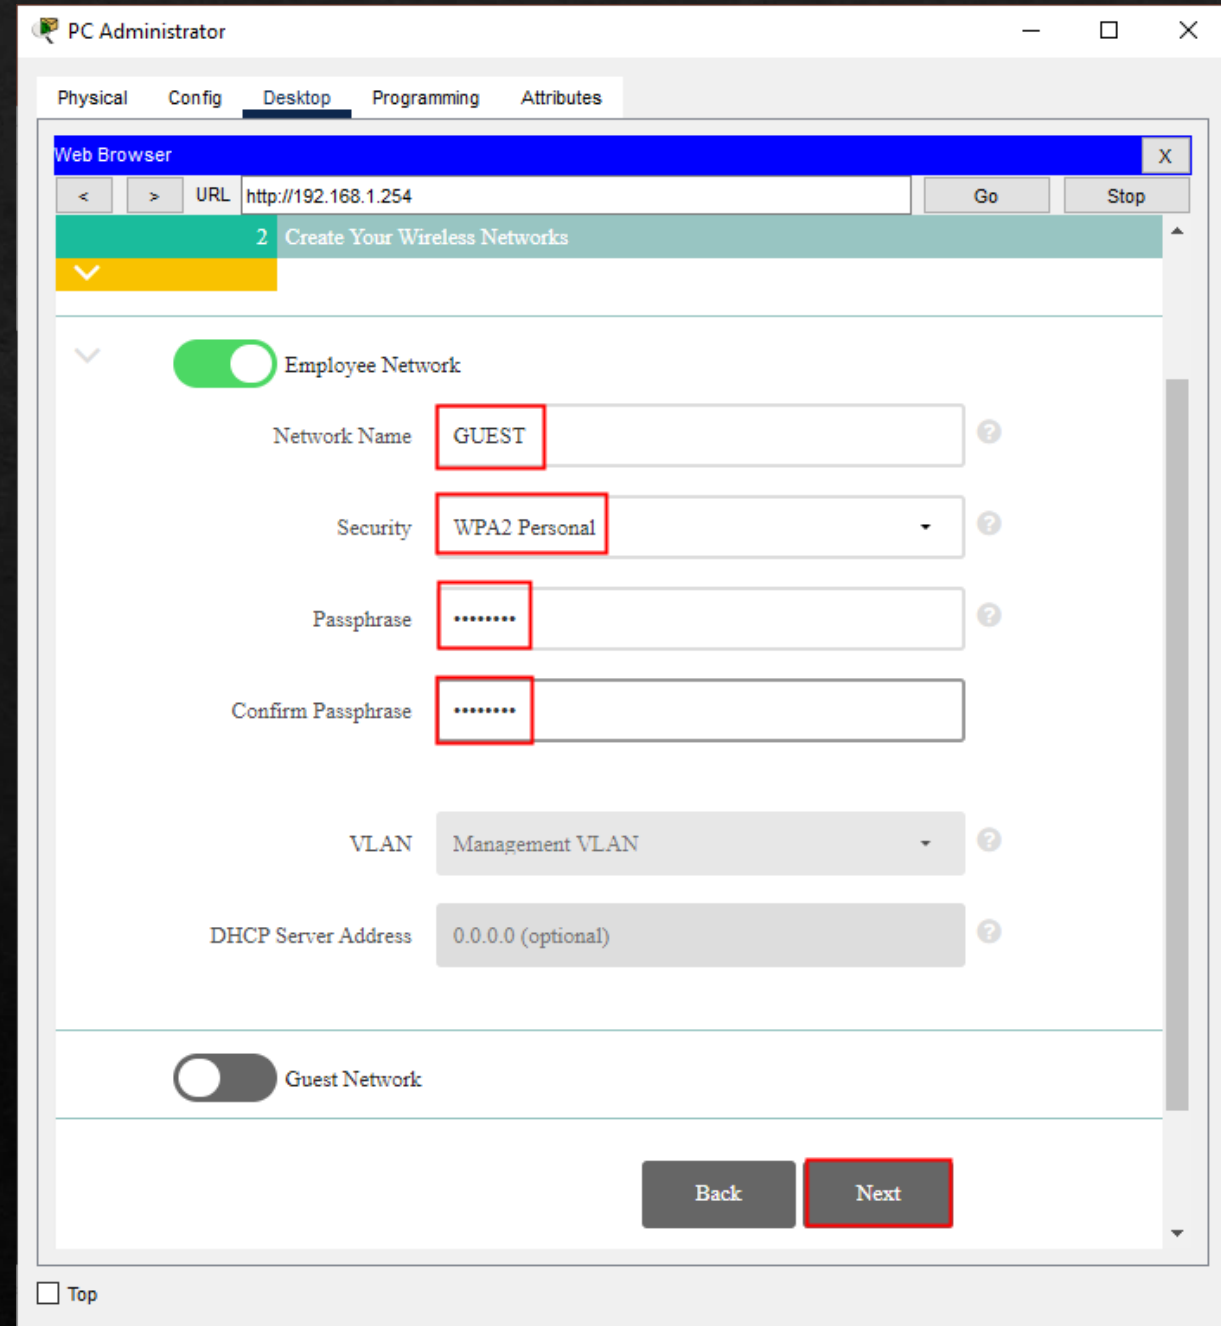 PC Administrator
Physical Config Desktop Programming Attributes
Web Browser X
< > URL http://192.168.1.254 Go Stop
2 Create Your Wireless Networks
Employee Network
Network Name GUEST ?
Security WPA2 Personal ?
Passphrase •••••••• ?
Confirm Passphrase ••••••••
VLAN Management VLAN ?
DHCP Server Address 0.0.0.0 (optional) ?
Guest Network
Back Next
Top